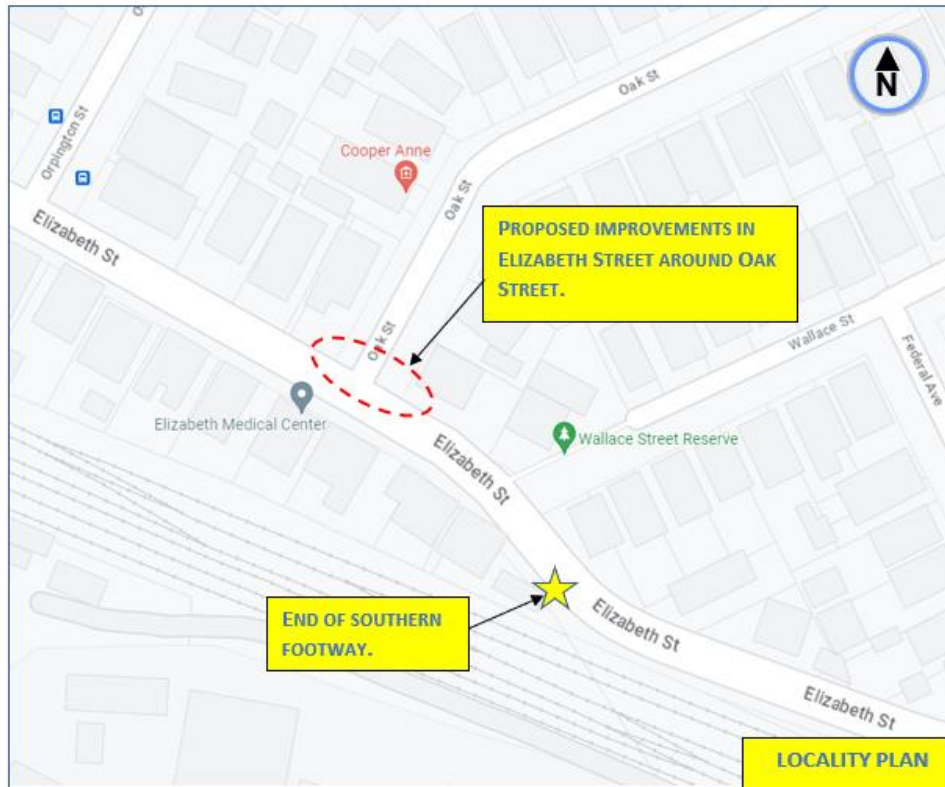 O
Orpington St
N
Cooper Anne
Oak St
Oak St
Elizabeth St
PROPOSED IMPROVEMENTS IN
ELIZABETH STREET AROUND OAK
STREET.
Oak St
Wallace St
Federal Ave
Elizabeth Medical Center
Elizabeth St
Wallace Street Reserve
END OF SOUTHERN
FOOTWAY.
Elizabeth St
Elizabeth St
LOCALITY PLAN